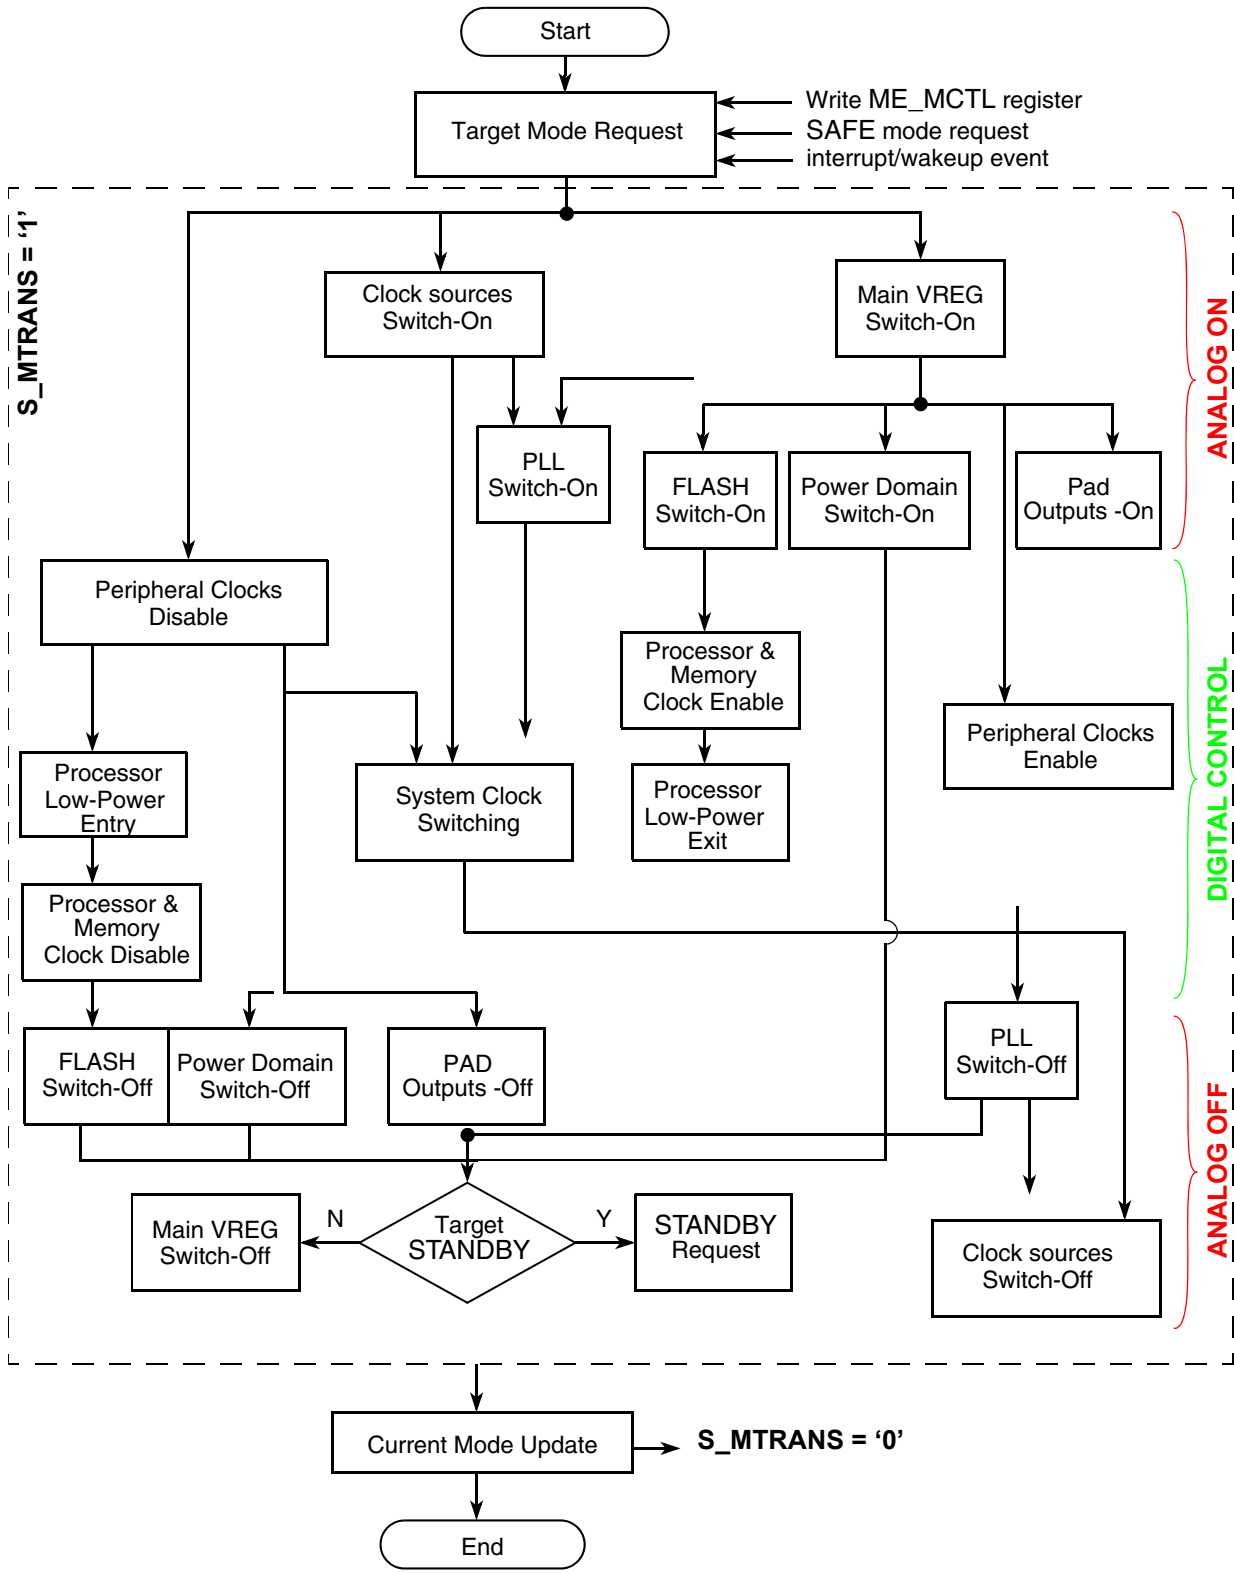 Start
Target Mode Request
Write ME_MCTL register
SAFE mode request
interrupt/wakeup event
S_MTRANS = ‘1’
ANALOG ON
Clock sources
Switch-On
Main VREG
Switch-On
PLL
Switch-On
FLASH
Switch-On
Power Domain
Switch-On
Pad
Outputs -On
DIGITAL CONTROL
Peripheral Clocks
Disable
Processor &
Memory
Clock Enable
Peripheral Clocks
Enable
Processor
Low-Power
Entry
System Clock
Switching
Processor
Low-Power
Exit
Processor &
Memory
Clock Disable
ANALOG OFF
FLASH
Switch-Off
Power Domain
Switch-Off
PAD
Outputs -Off
PLL
Switch-Off
Main VREG
Switch-Off
N
Target
STANDBY
Y
STANDBY
Request
Clock sources
Switch-Off
Current Mode Update
S_MTRANS = ‘0’
End